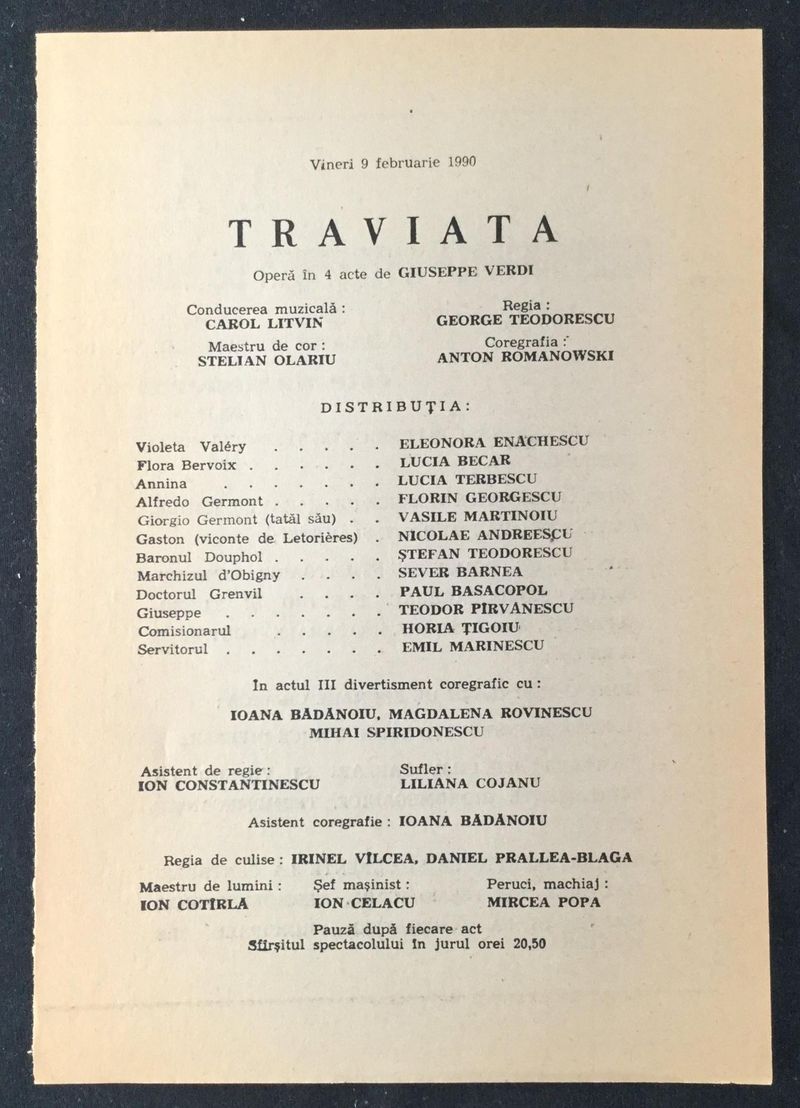 Vineri 9 februarie 1990
TRAVIATA
Operă în 4 acte de GIUSEPPE VERDI
Conducerea muzicală :
CAROL LITVIN
Regia :
GEORGE TEODORESCU
Maestru de cor :
STELIAN OLARIU
Coregrafia :
ANTON ROMANOWSKI
DISTRIBUŢIA:
Violeta Valéry . . . . . ELEONORA ENĂCHESCU
Flora Bervoix . . . . . . LUCIA BECAR
Annina . . . . . . . LUCIA TERBESCU
Alfredo Germont . . . . . FLORIN GEORGESCU
Giorgio Germont (tatăl său) . . VASILE MARTINOIU
Gaston (viconte de Letorières) . NICOLAE ANDREESCU
Baronul Douphol . . . . . ŞTEFAN TEODORESCU
Marchizul d'Obigny . . . . SEVER BARNEA
Doctorul Grenvil . . . . PAUL BASACOPOL
Giuseppe . . . . . . . TEODOR PÎRVĂNESCU
Comisionarul . . . . . HORIA ŢIGOIU
Servitorul . . . . . . . EMIL MARINESCU
În actul III divertisment coregrafic cu :
IOANA BĂDĂNOIU, MAGDALENA ROVINESCU
MIHAI SPIRIDONESCU
Asistent de regie :
ION CONSTANTINESCU
Sufler :
LILIANA COJANU
Asistent coregrafie : IOANA BĂDĂNOIU
Regia de culise : IRINEL VÎLCEA, DANIEL PRALLEA-BLAGA
Maestru de lumini :
ION COTÎRLĂ
Şef maşinist :
ION CELACU
Peruci, machiaj :
MIRCEA POPA
Pauză după fiecare act
Sfîrşitul spectacolului în jurul orei 20,50